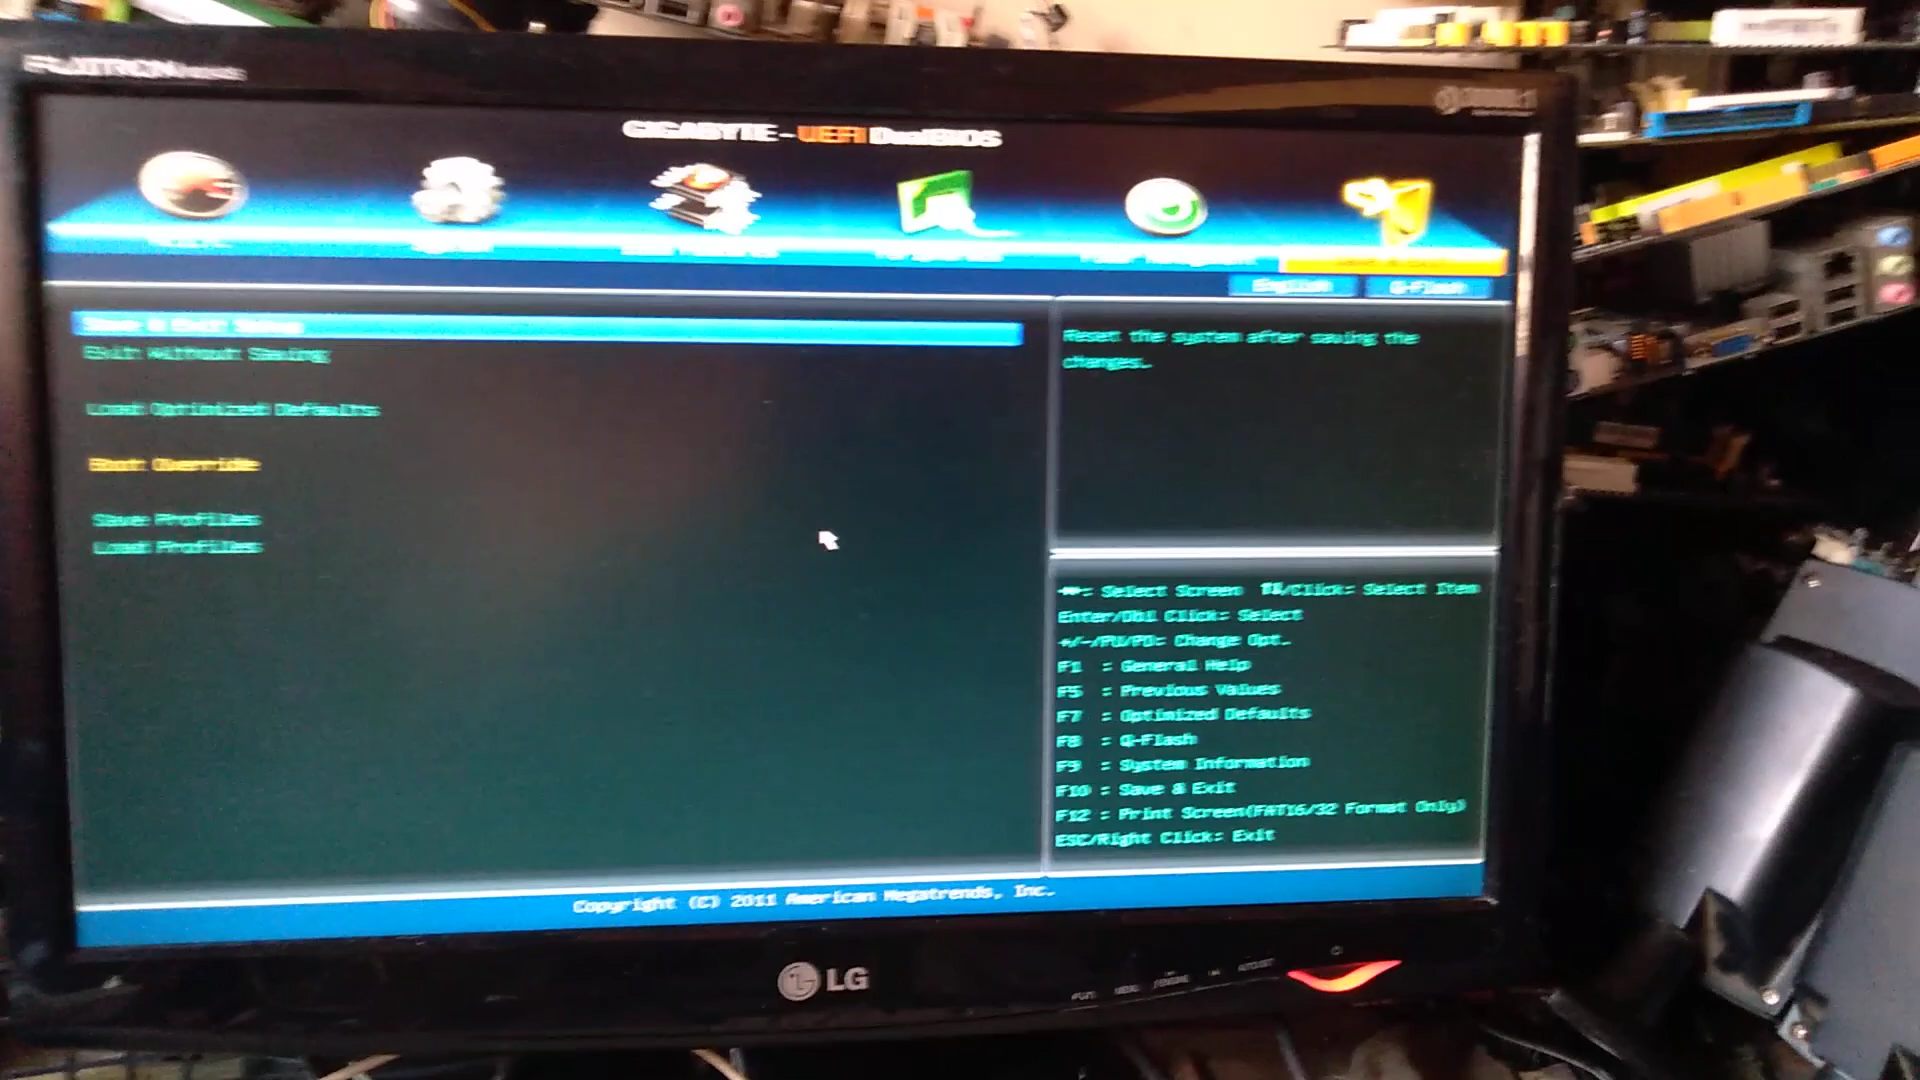 GIGABYTE - UEFI DualBIOS
English
Q-Flash
Save & Exit Setup
Exit Without Saving
Load Optimized Defaults
Boot Override
Save Profiles
Load Profiles
Reset the system after saving the
changes.
Select Screen ↑↓/Click: Select Item
Enter/Dbl Click: Select
+/-/PU/PD: Change Opt.
F1 : General Help
F5 : Previous Values
F7 : Optimized Defaults
F8 : Q-Flash
F9 : System Information
F10 : Save & Exit
F12 : Print Screen(FAT16/32 Format Only)
ESC/Right Click: Exit
Copyright (C) 2011 American Megatrends, Inc.
LG